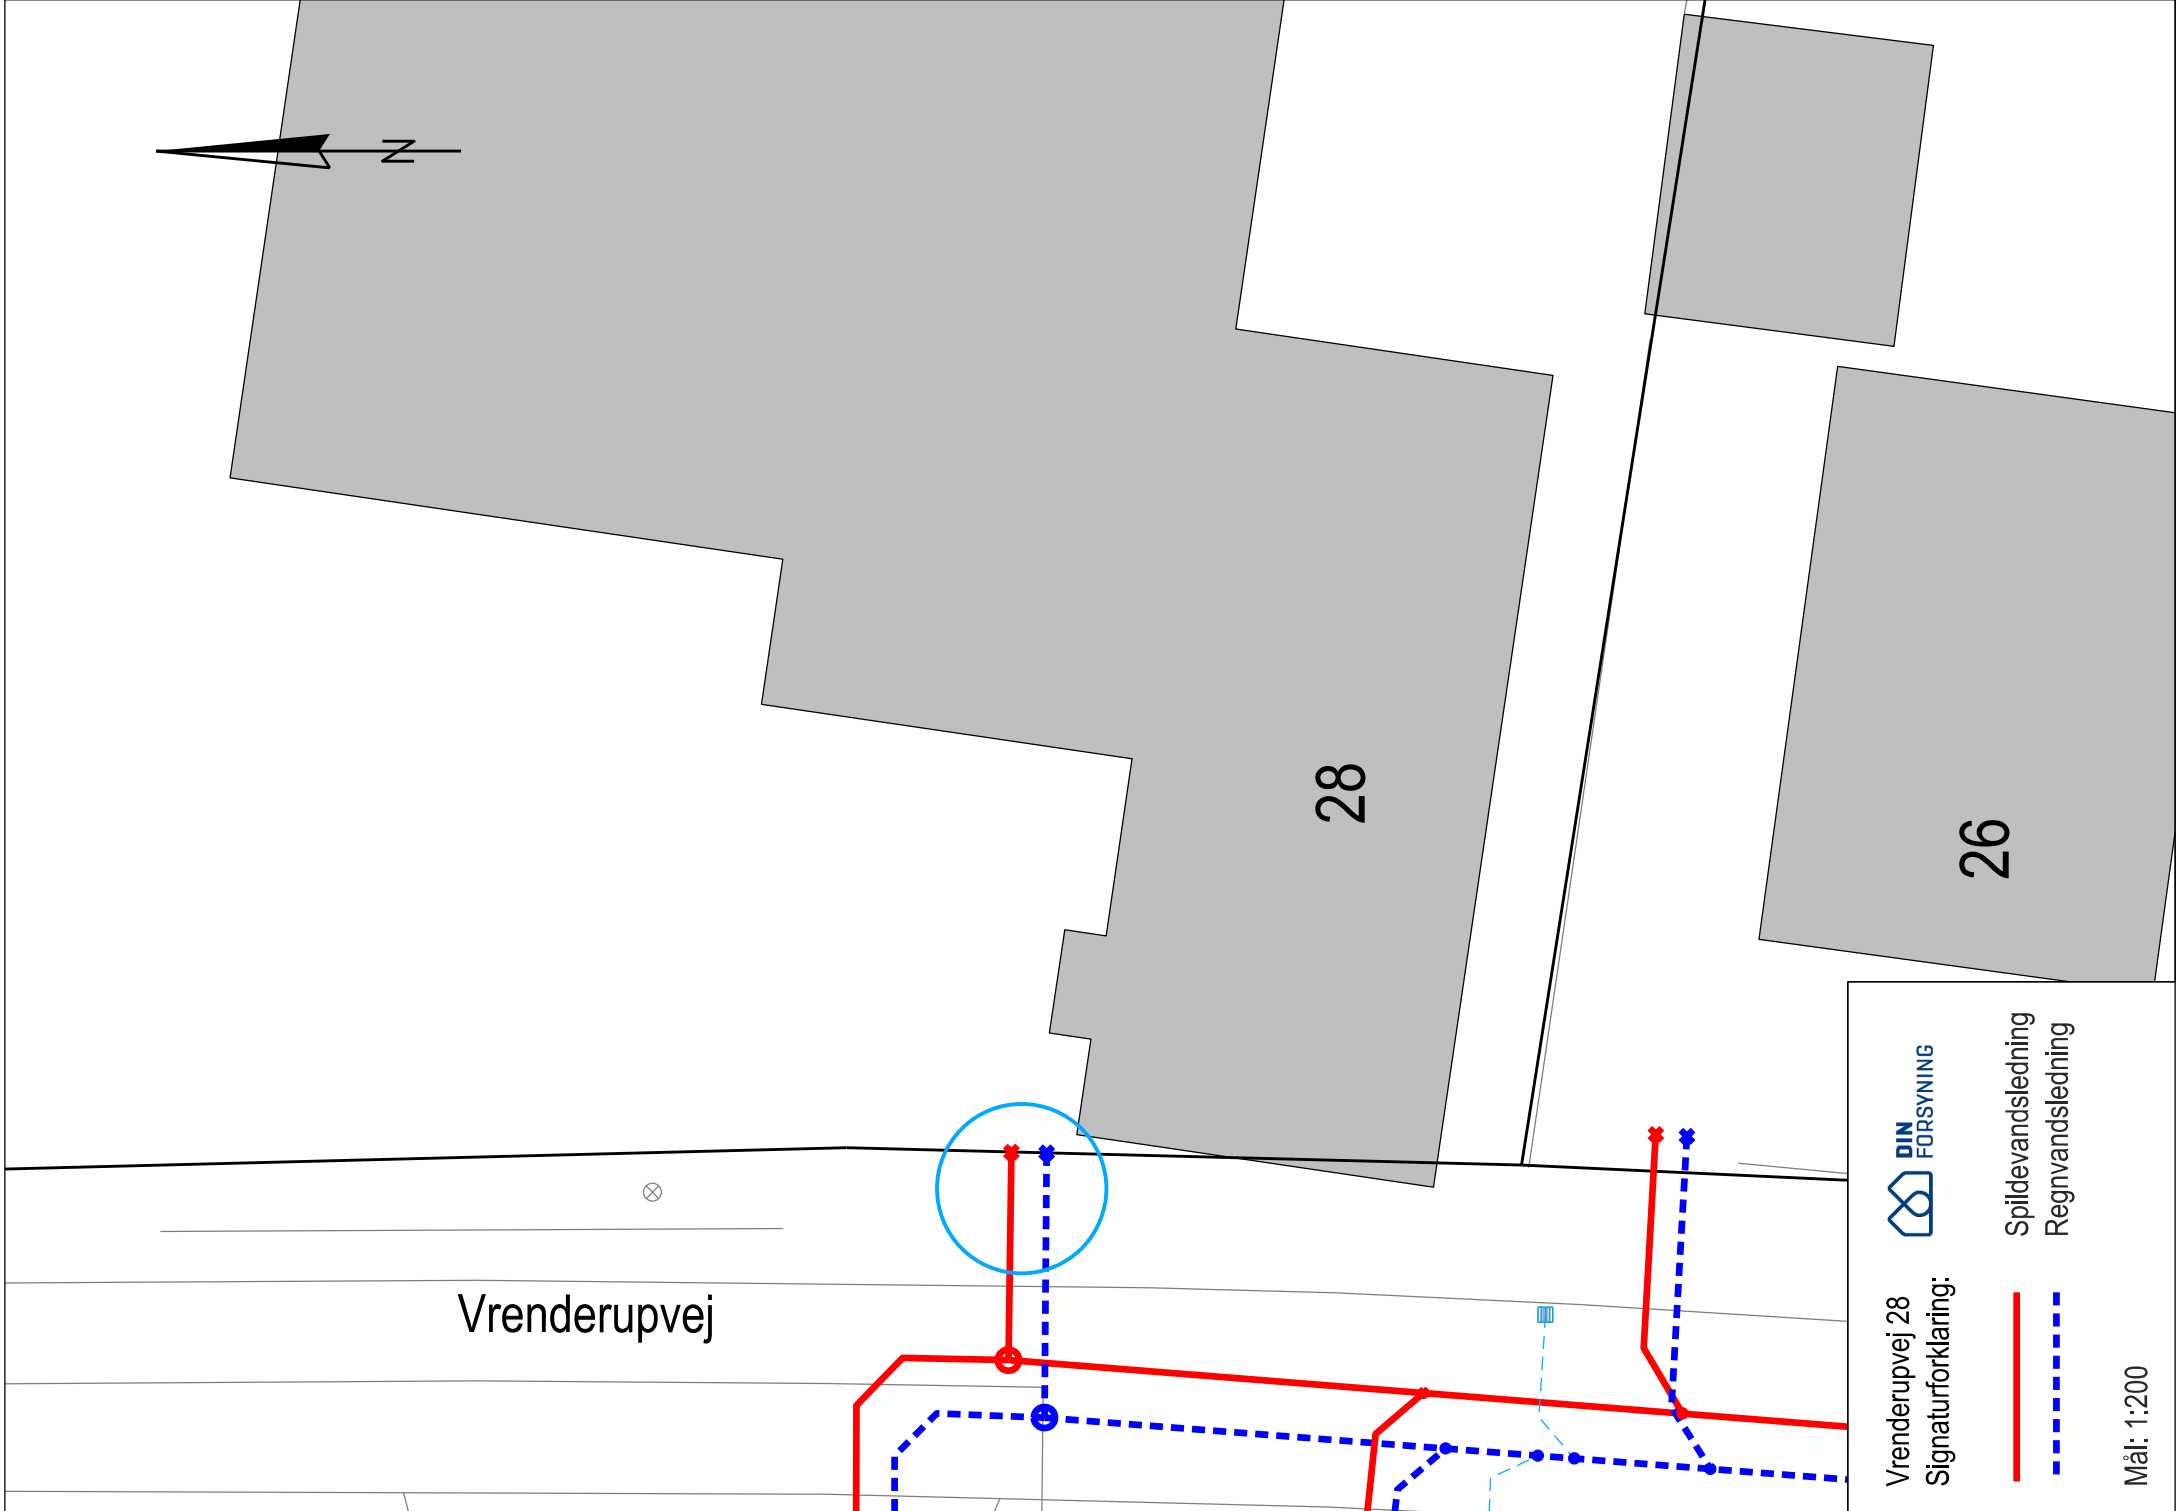 N
28
26
Vrenderupvej
DIN
FORSYNING
Vrenderupvej 28
Signaturforklaring:
Spildevandsledning
Regnvandsledning
Mål: 1:200